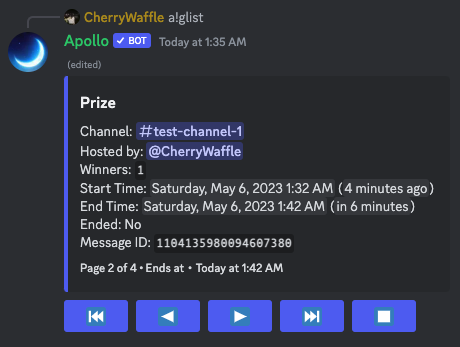 CherryWaffle a!glist
Apollo ✓ BOT Today at 1:35 AM
(edited)
Prize
Channel: #test-channel-1
Hosted by: @CherryWaffle
Winners: 1
Start Time: Saturday, May 6, 2023 1:32 AM (4 minutes ago)
End Time: Saturday, May 6, 2023 1:42 AM (in 6 minutes)
Ended: No
Message ID: 1104135980094607380
Page 2 of 4 • Ends at • Today at 1:42 AM